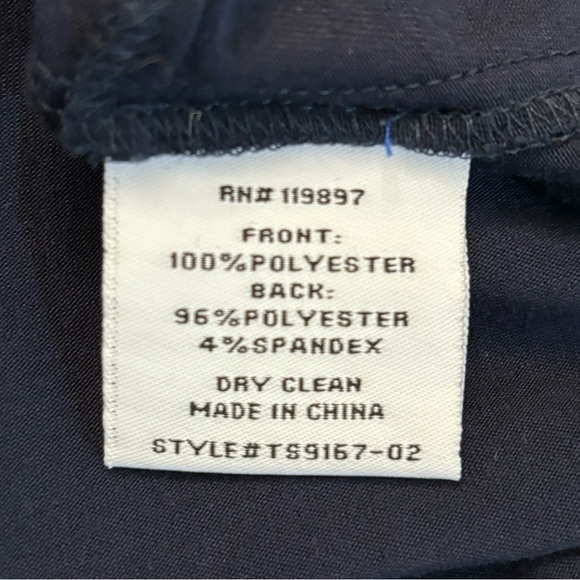 RN# 119897
FRONT:
100%POLYESTER
BACK:
96%POLYESTER
4%SPANDEX
DRY CLEAN
MADE IN CHINA
STYLE#TS9167-02